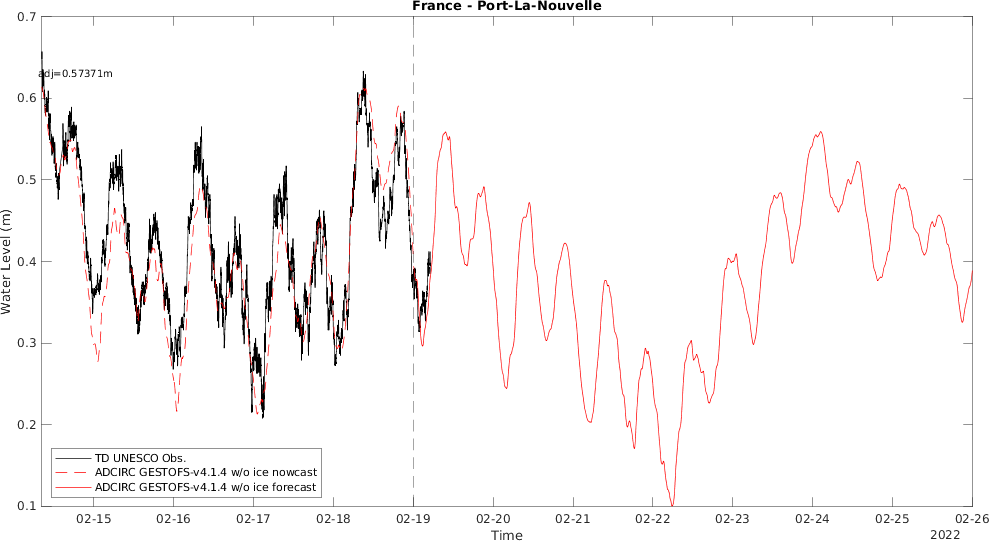 France - Port-La-Nouvelle
0.7
0.6
0.5
0.4
0.3
0.2
0.1
Water Level (m)
adj=0.57371m
TD UNESCO Obs.
ADCIRC GESTOFS-v4.1.4 w/o ice nowcast
ADCIRC GESTOFS-v4.1.4 w/o ice forecast
02-15 02-16 02-17 02-18 02-19 02-20 02-21 02-22 02-23 02-24 02-25 02-26
Time
2022